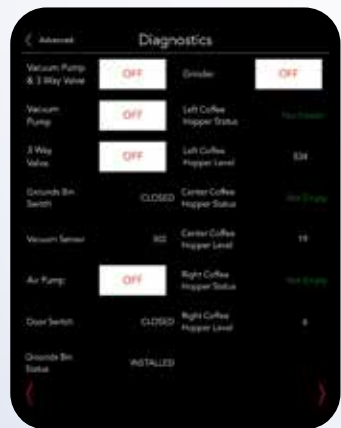 Advanced
Diagnostics
Vacuum Pump
& 3 Way Valve
OFF
Grinder
OFF
Vacuum
Pump
OFF
Left Coffee
Hopper Status
3 Way
Valve
OFF
Left Coffee
Hopper Level
534
Grounds Bin
Switch
CLOSED
Center Coffee
Hopper Status
Not Empty
Vacuum Sensor
Center Coffee
Hopper Level
19
Air Pump
OFF
Right Coffee
Hopper Status
Not Empty
Door Switch
CLOSED
Right Coffee
Hopper Level
Grounds Bin
Status
INSTALLED